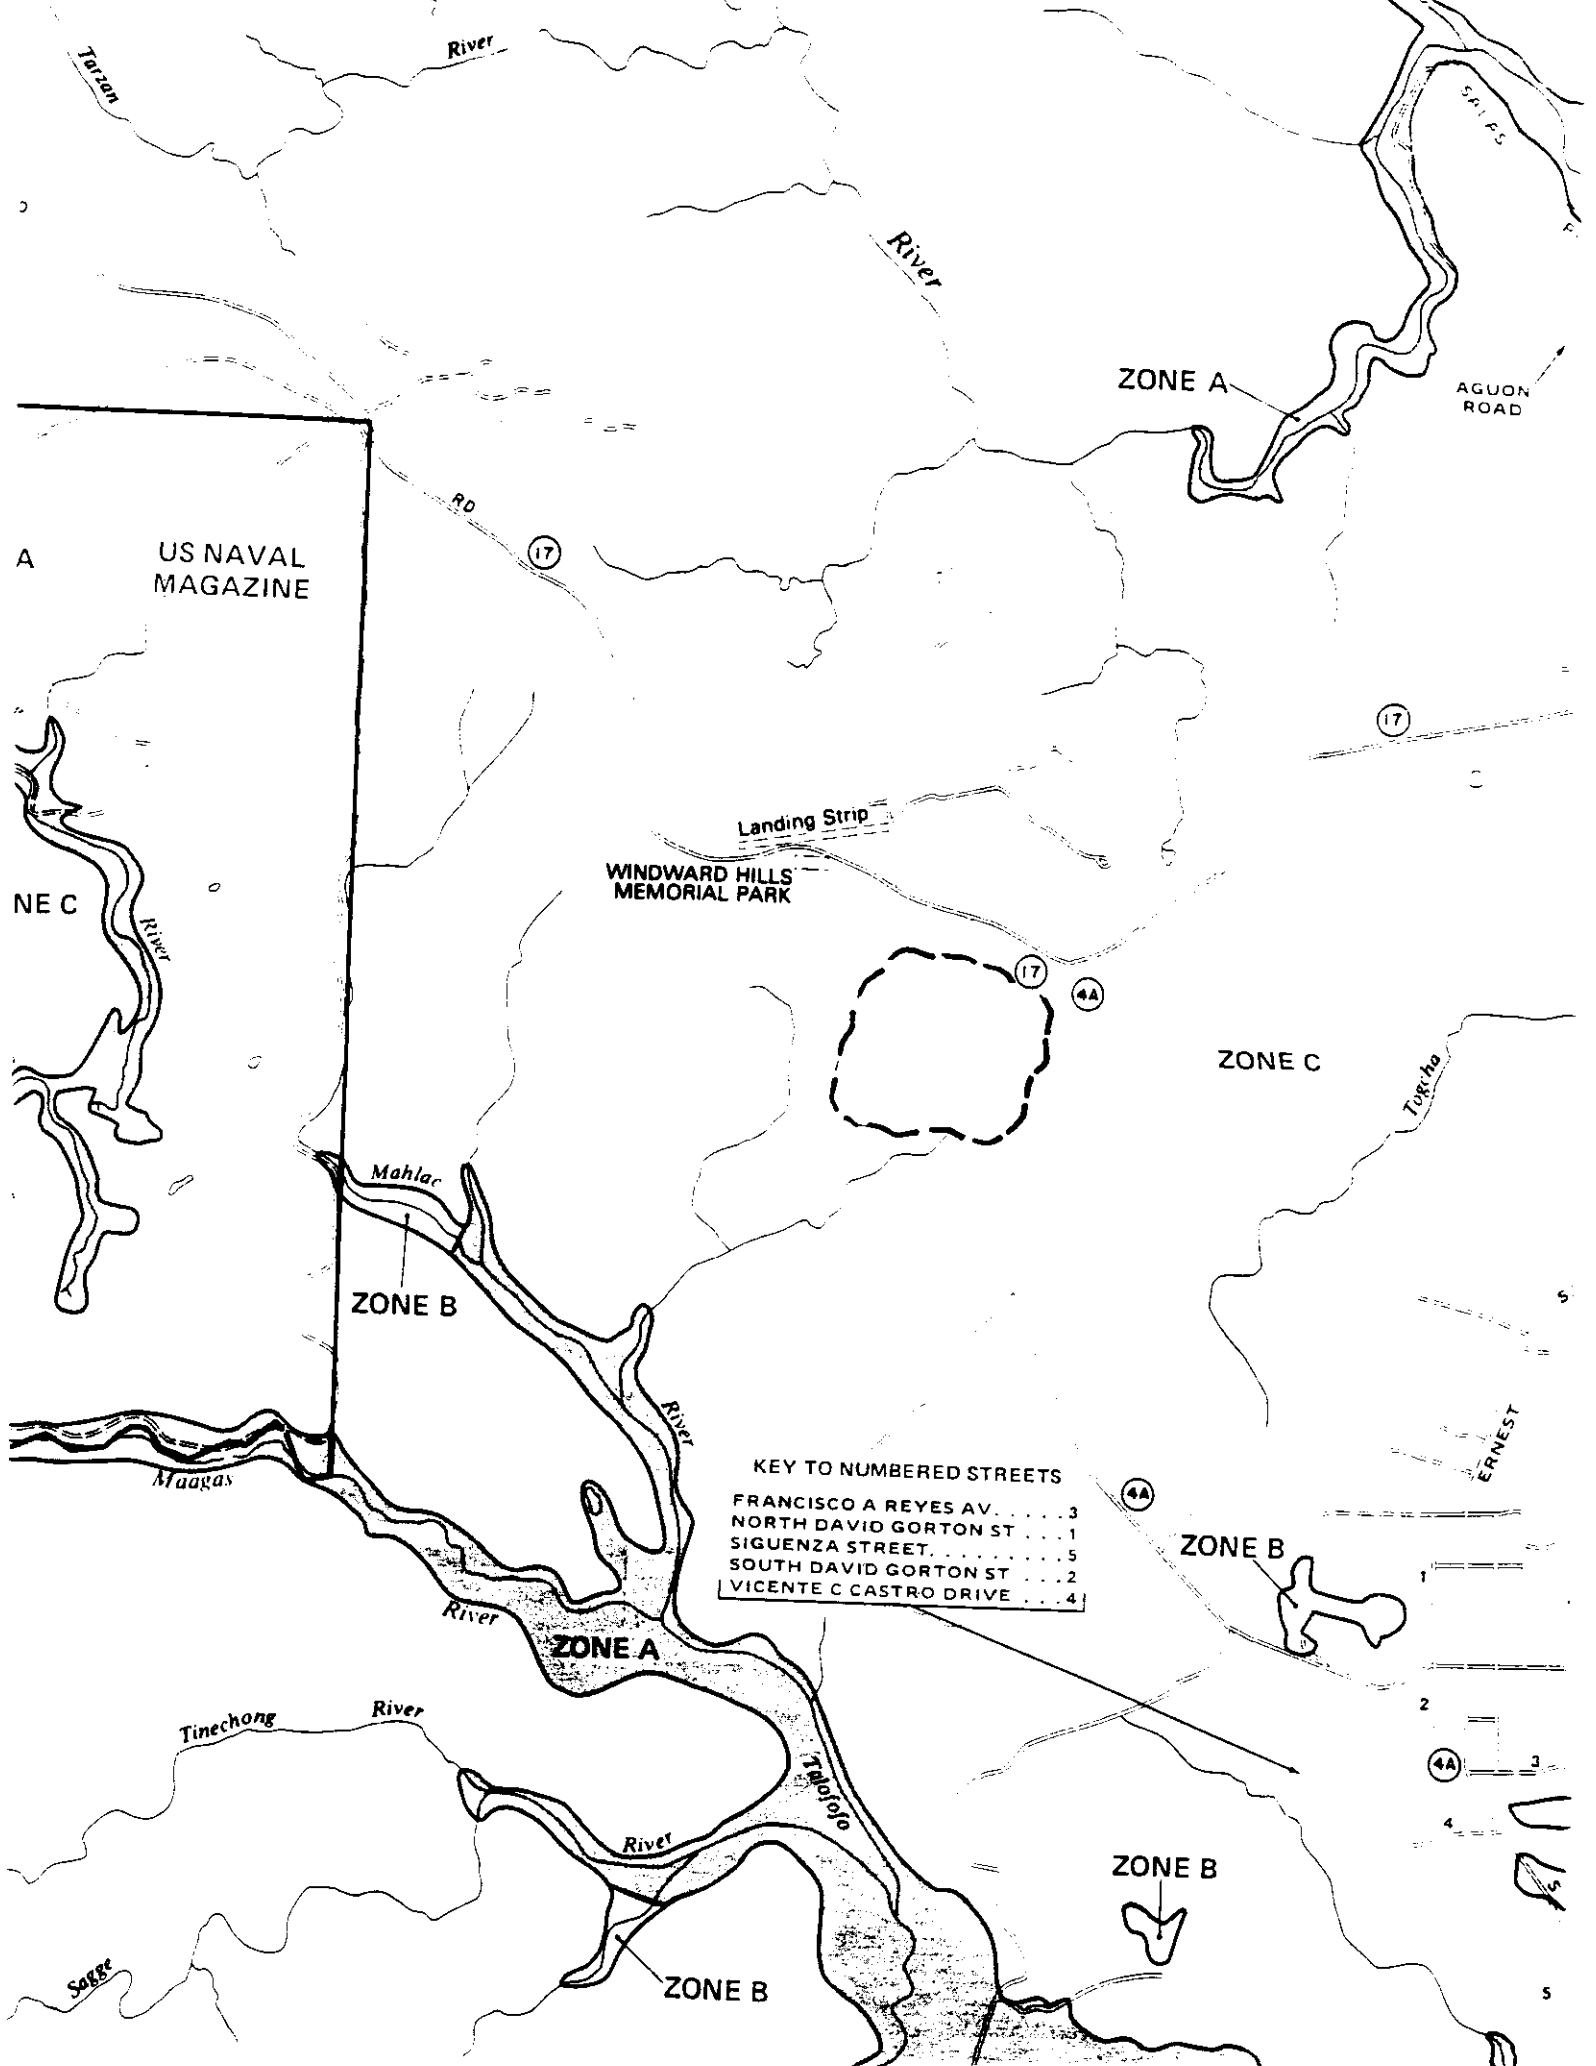 Tarzan
River
SALAS
River
ZONE A
AGUON
ROAD
RD
17
A
US NAVAL
MAGAZINE
17
Landing Strip
WINDWARD HILLS
MEMORIAL PARK
NE C
River
17
4A
ZONE C
Togcha
Mahlac
ZONE B
S
River
ERNEST
Maagas
KEY TO NUMBERED STREETS
FRANCISCO A REYES AV. . . . . . 3
NORTH DAVID GORTON ST . . . 1
SIGUENZA STREET. . . . . . . . . . 5
SOUTH DAVID GORTON ST . . . 2
VICENTE C CASTRO DRIVE . . . 4
4A
ZONE B
1
River
ZONE A
2
Tinechong River
4A
3
Talofofo
4
River
ZONE B
S
Sagge
ZONE B
5